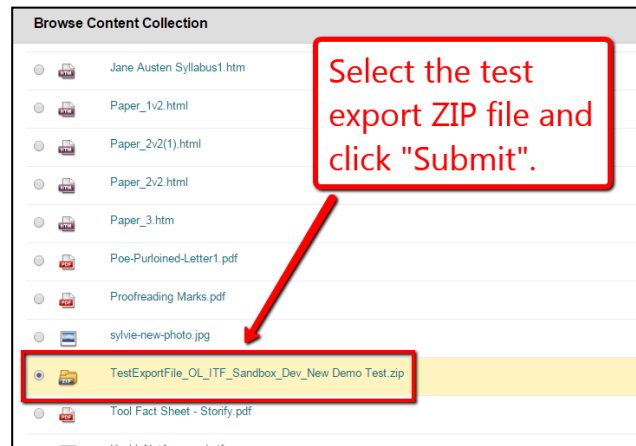 Browse Content Collection
Jane Austen Syllabus1.htm
Select the test
export ZIP file and
click "Submit".
Paper_1v2.html
Paper_2v2(1).html
Paper_2v2.html
Paper_3.htm
Poe-Purloined-Letter1.pdf
Proofreading Marks.pdf
sylvie-new-photo.jpg
TestExportFile_OL_ITF_Sandbox_Dev_New Demo Test.zip
Tool Fact Sheet - Storify.pdf